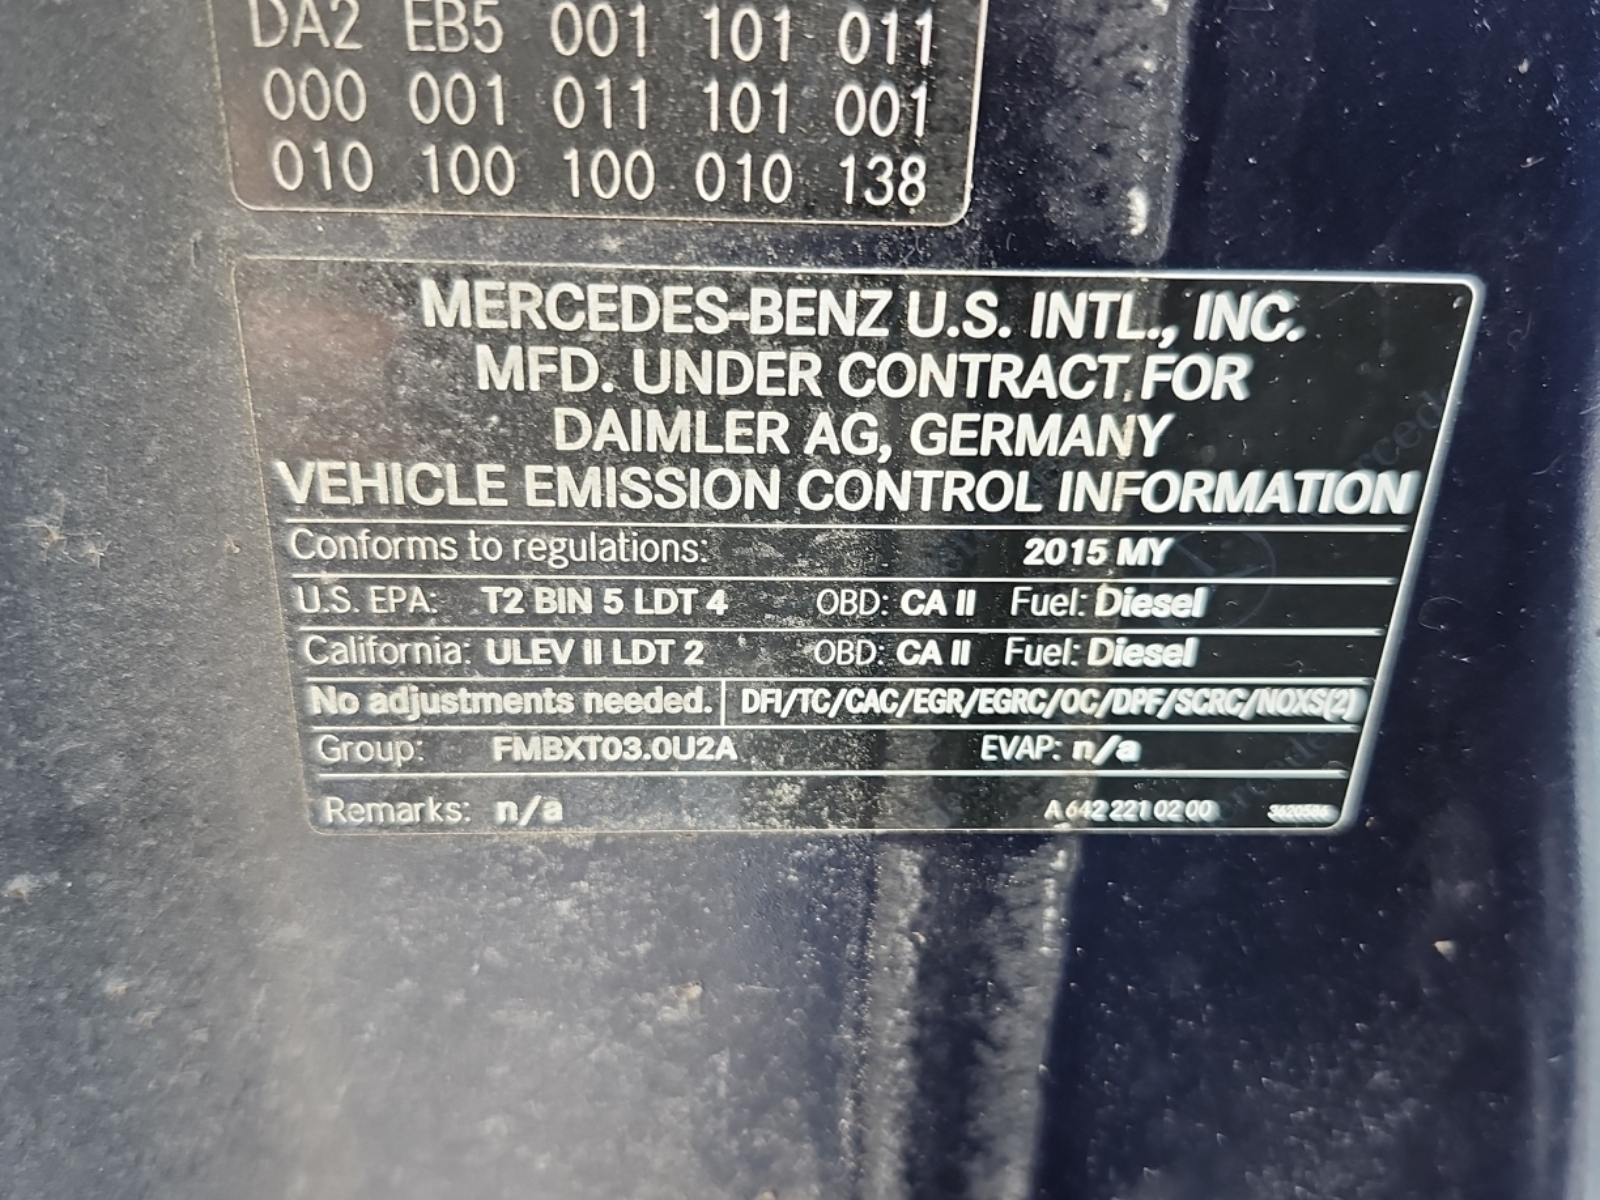 DA2 EB5 001 101 011
000 001 011 101 001
010 100 100 010 138
MERCEDES-BENZ U.S. INTL., INC.
MFD. UNDER CONTRACT FOR
DAIMLER AG, GERMANY
VEHICLE EMISSION CONTROL INFORMATION
Conforms to regulations: 2015 MY
U.S. EPA: T2 BIN 5 LDT 4 OBD: CA II Fuel: Diesel
California: ULEV II LDT 2 OBD: CA II Fuel: Diesel
No adjustments needed. DFI/TC/CAC/EGR/EGRC/OC/DPF/SCRC/NOXS(2)
Group: FMBXT03.0U2A EVAP: n/a
Remarks: n/a A 642 221 02 00